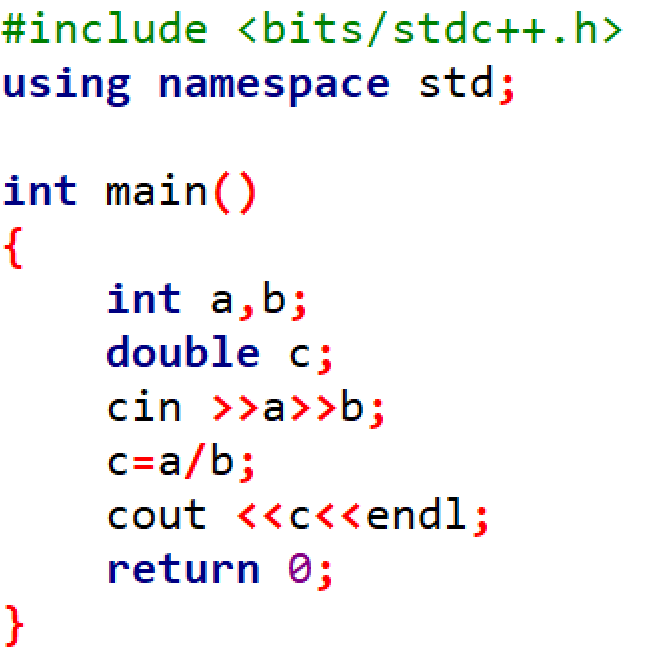 #include <bits/stdc++.h>
using namespace std;

int main()
{
    int a,b;
    double c;
    cin >>a>>b;
    c=a/b;
    cout <<c<<endl;
    return 0;
}